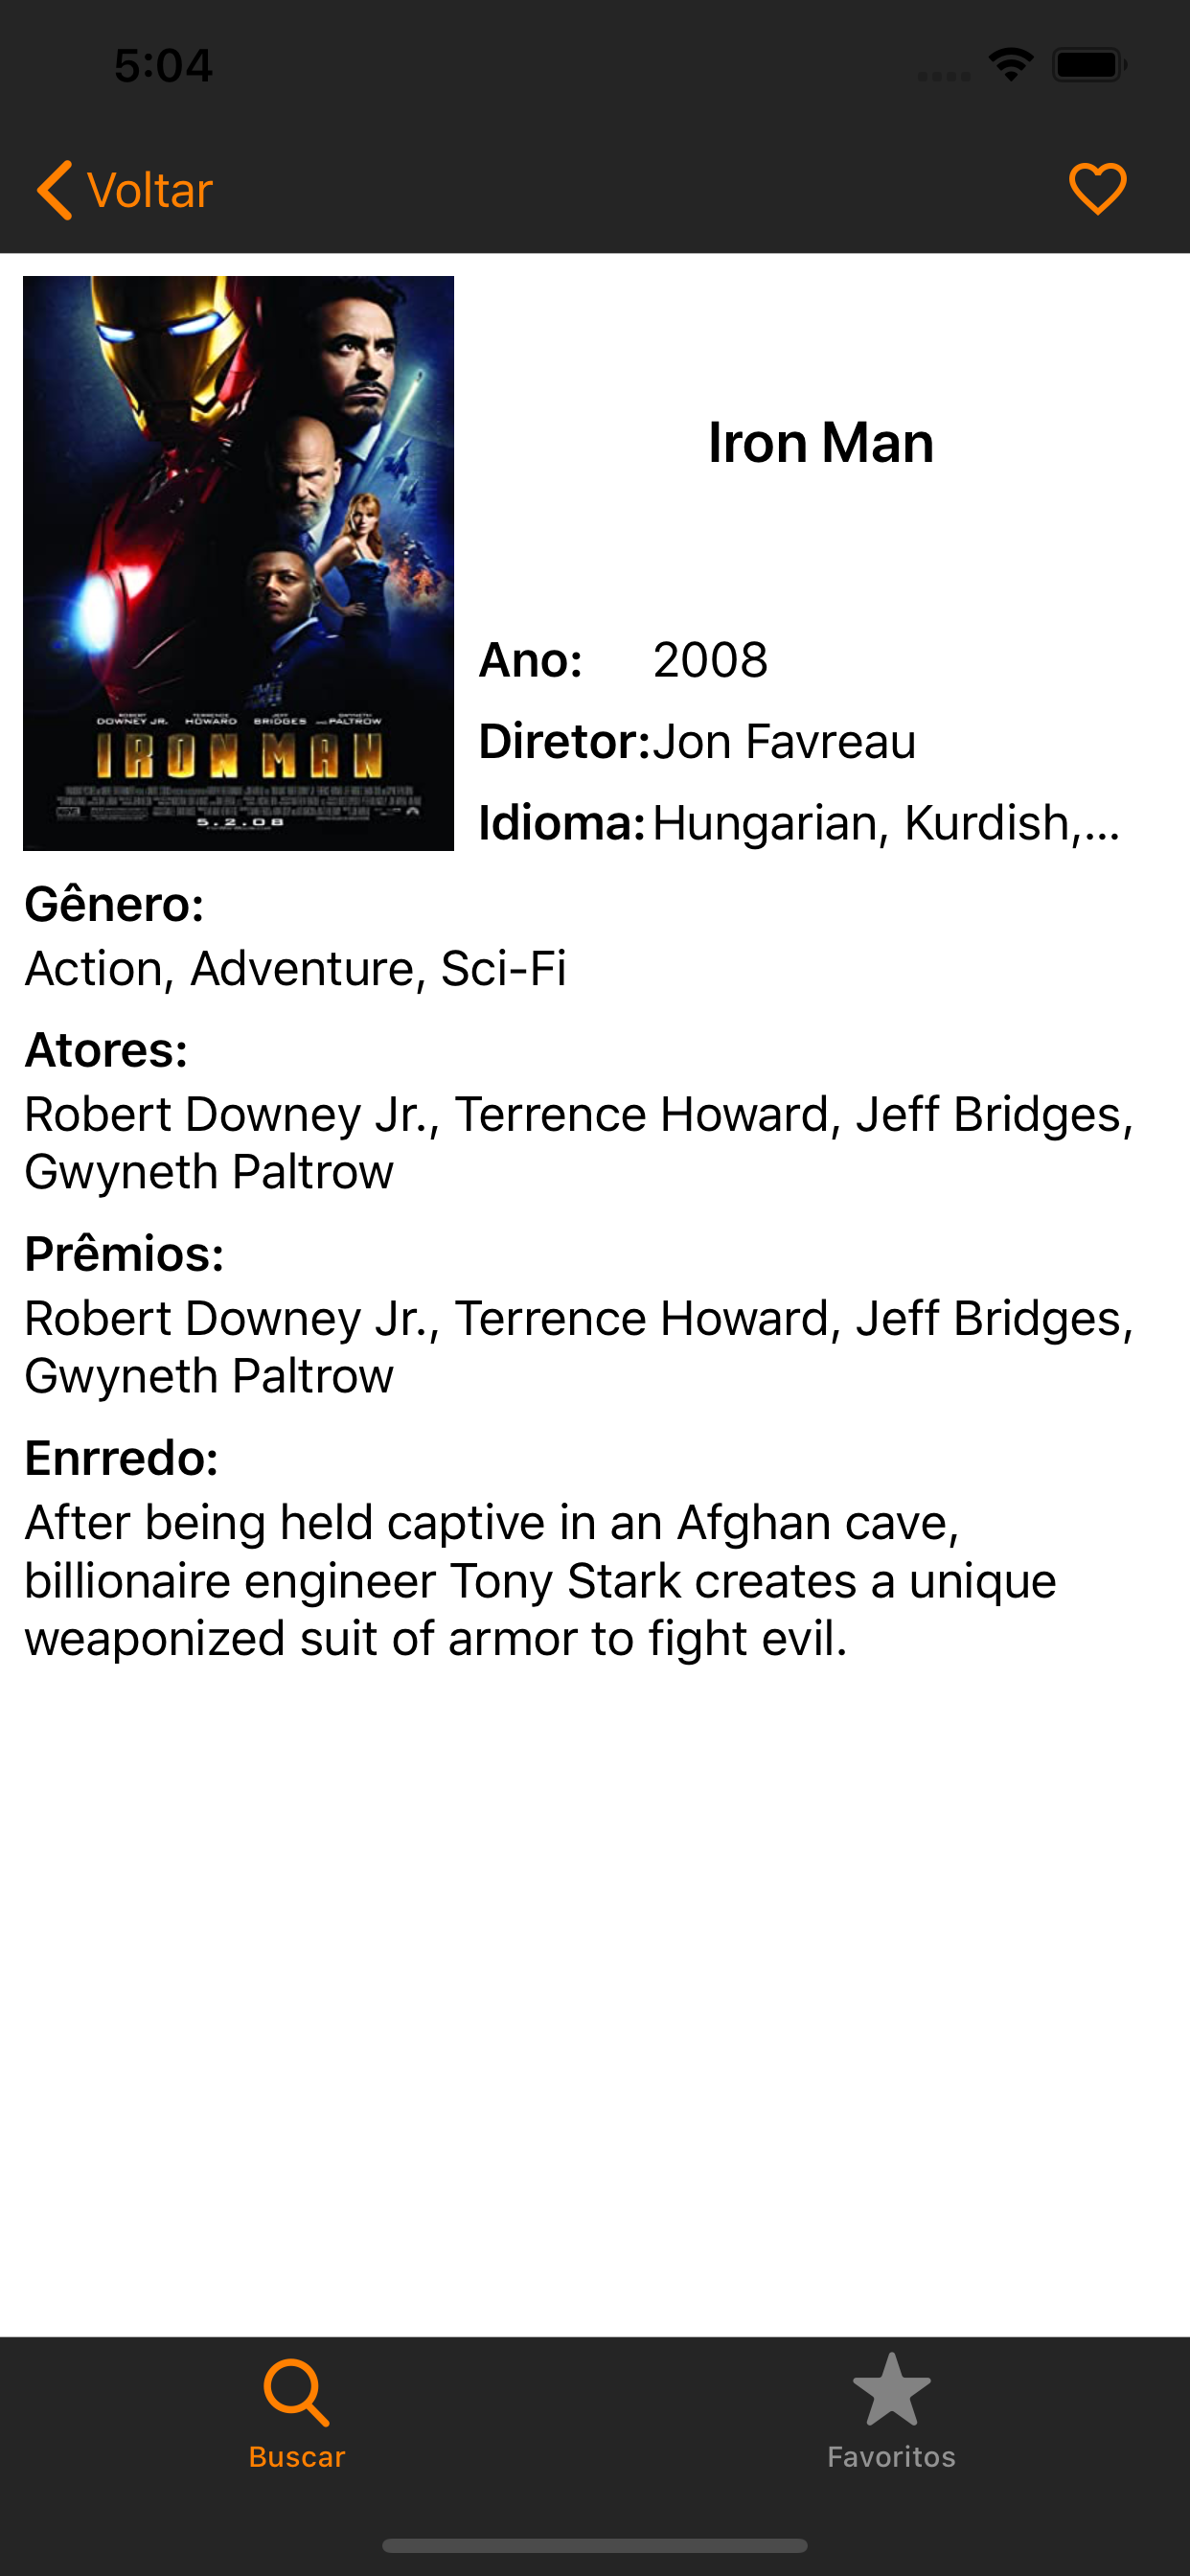 5:04
Voltar
ROBERT DOWNEY JR. TERRENCE HOWARD JEFF BRIDGES AND GWYNETH PALTROW
IRON MAN
5.2.08
Iron Man
Ano: 2008
Diretor: Jon Favreau
Idioma: Hungarian, Kurdish,...
Gênero:
Action, Adventure, Sci-Fi
Atores:
Robert Downey Jr., Terrence Howard, Jeff Bridges,
Gwyneth Paltrow
Prêmios:
Robert Downey Jr., Terrence Howard, Jeff Bridges,
Gwyneth Paltrow
Enrredo:
After being held captive in an Afghan cave,
billionaire engineer Tony Stark creates a unique
weaponized suit of armor to fight evil.
Buscar
Favoritos